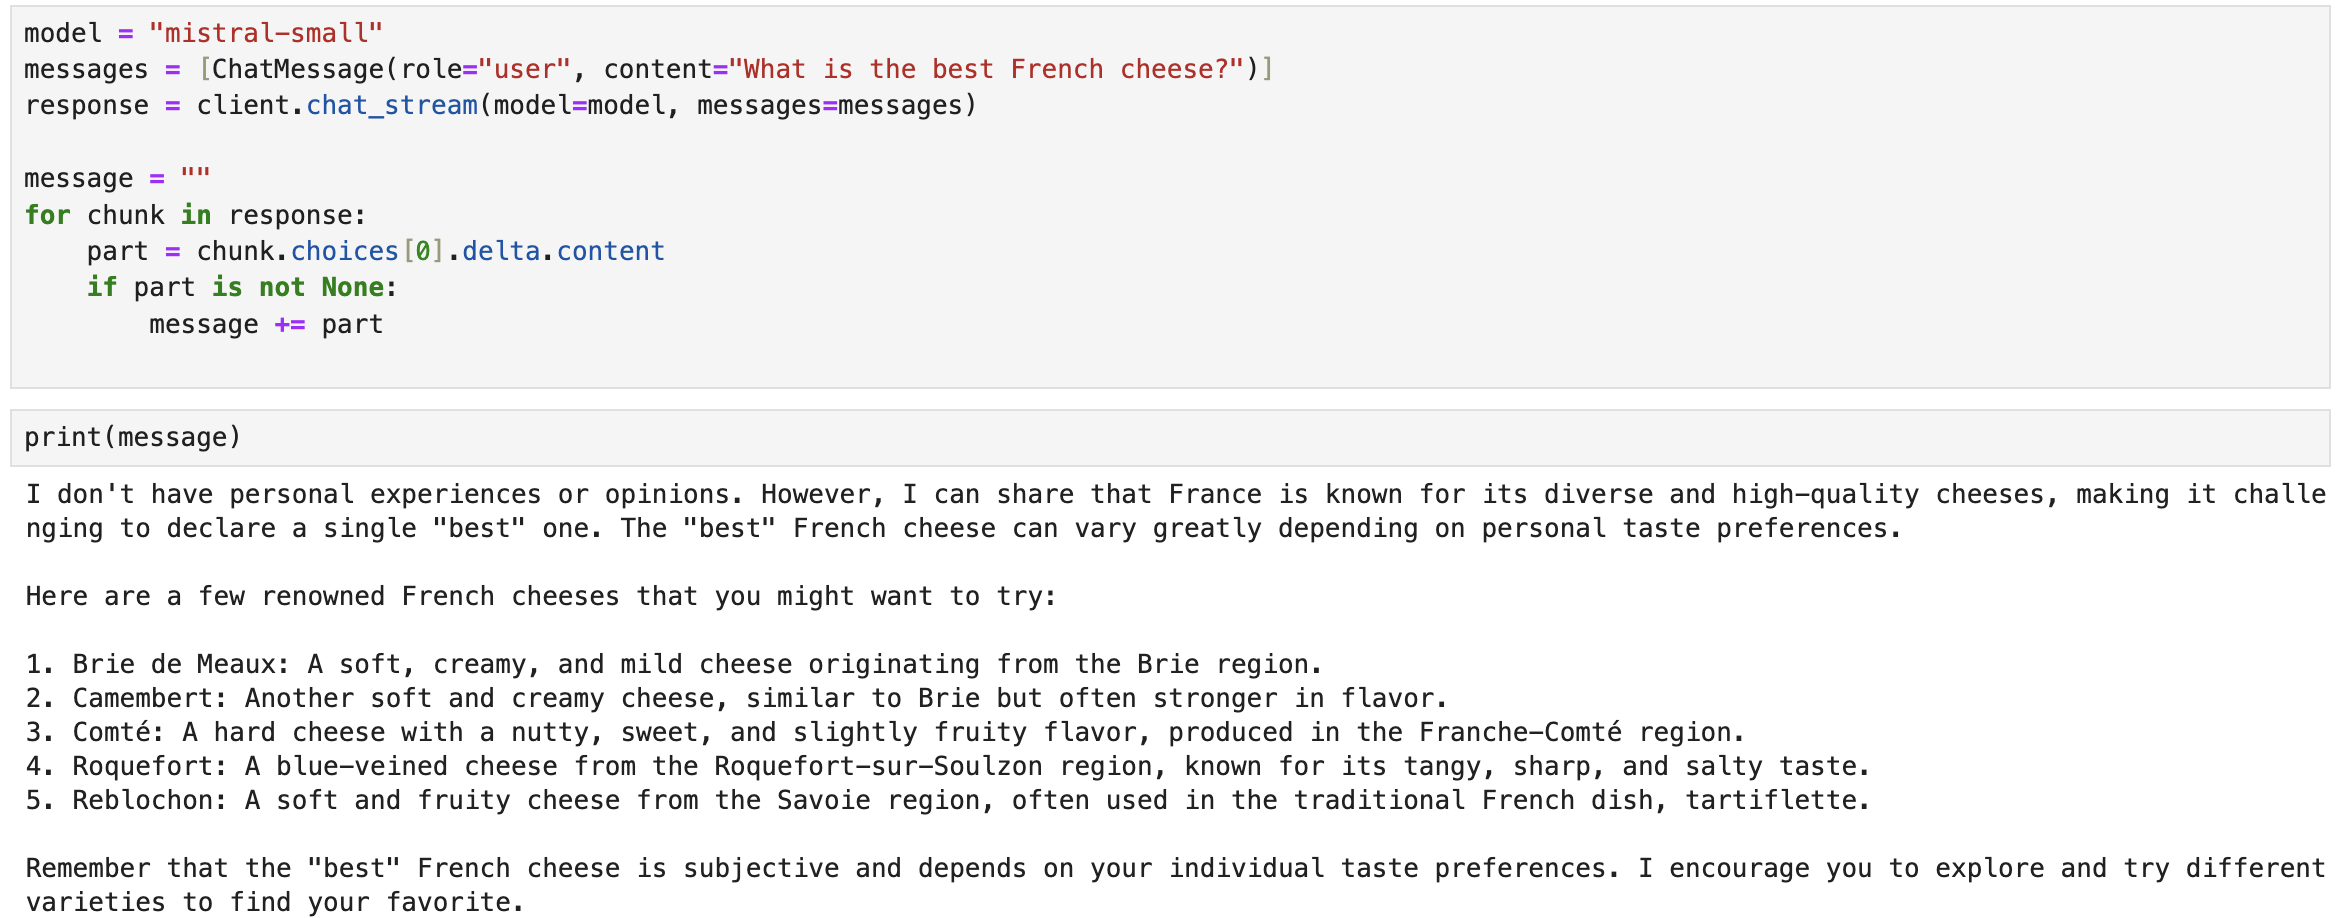 model = "mistral-small"
messages = [ChatMessage(role="user", content="What is the best French cheese?")]
response = client.chat_stream(model=model, messages=messages)

message = ""
for chunk in response:
    part = chunk.choices[0].delta.content
    if part is not None:
        message += part

print(message)

I don't have personal experiences or opinions. However, I can share that France is known for its diverse and high-quality cheeses, making it challe
nging to declare a single "best" one. The "best" French cheese can vary greatly depending on personal taste preferences.

Here are a few renowned French cheeses that you might want to try:

1. Brie de Meaux: A soft, creamy, and mild cheese originating from the Brie region.
2. Camembert: Another soft and creamy cheese, similar to Brie but often stronger in flavor.
3. Comté: A hard cheese with a nutty, sweet, and slightly fruity flavor, produced in the Franche-Comté region.
4. Roquefort: A blue-veined cheese from the Roquefort-sur-Soulzon region, known for its tangy, sharp, and salty taste.
5. Reblochon: A soft and fruity cheese from the Savoie region, often used in the traditional French dish, tartiflette.

Remember that the "best" French cheese is subjective and depends on your individual taste preferences. I encourage you to explore and try different
varieties to find your favorite.